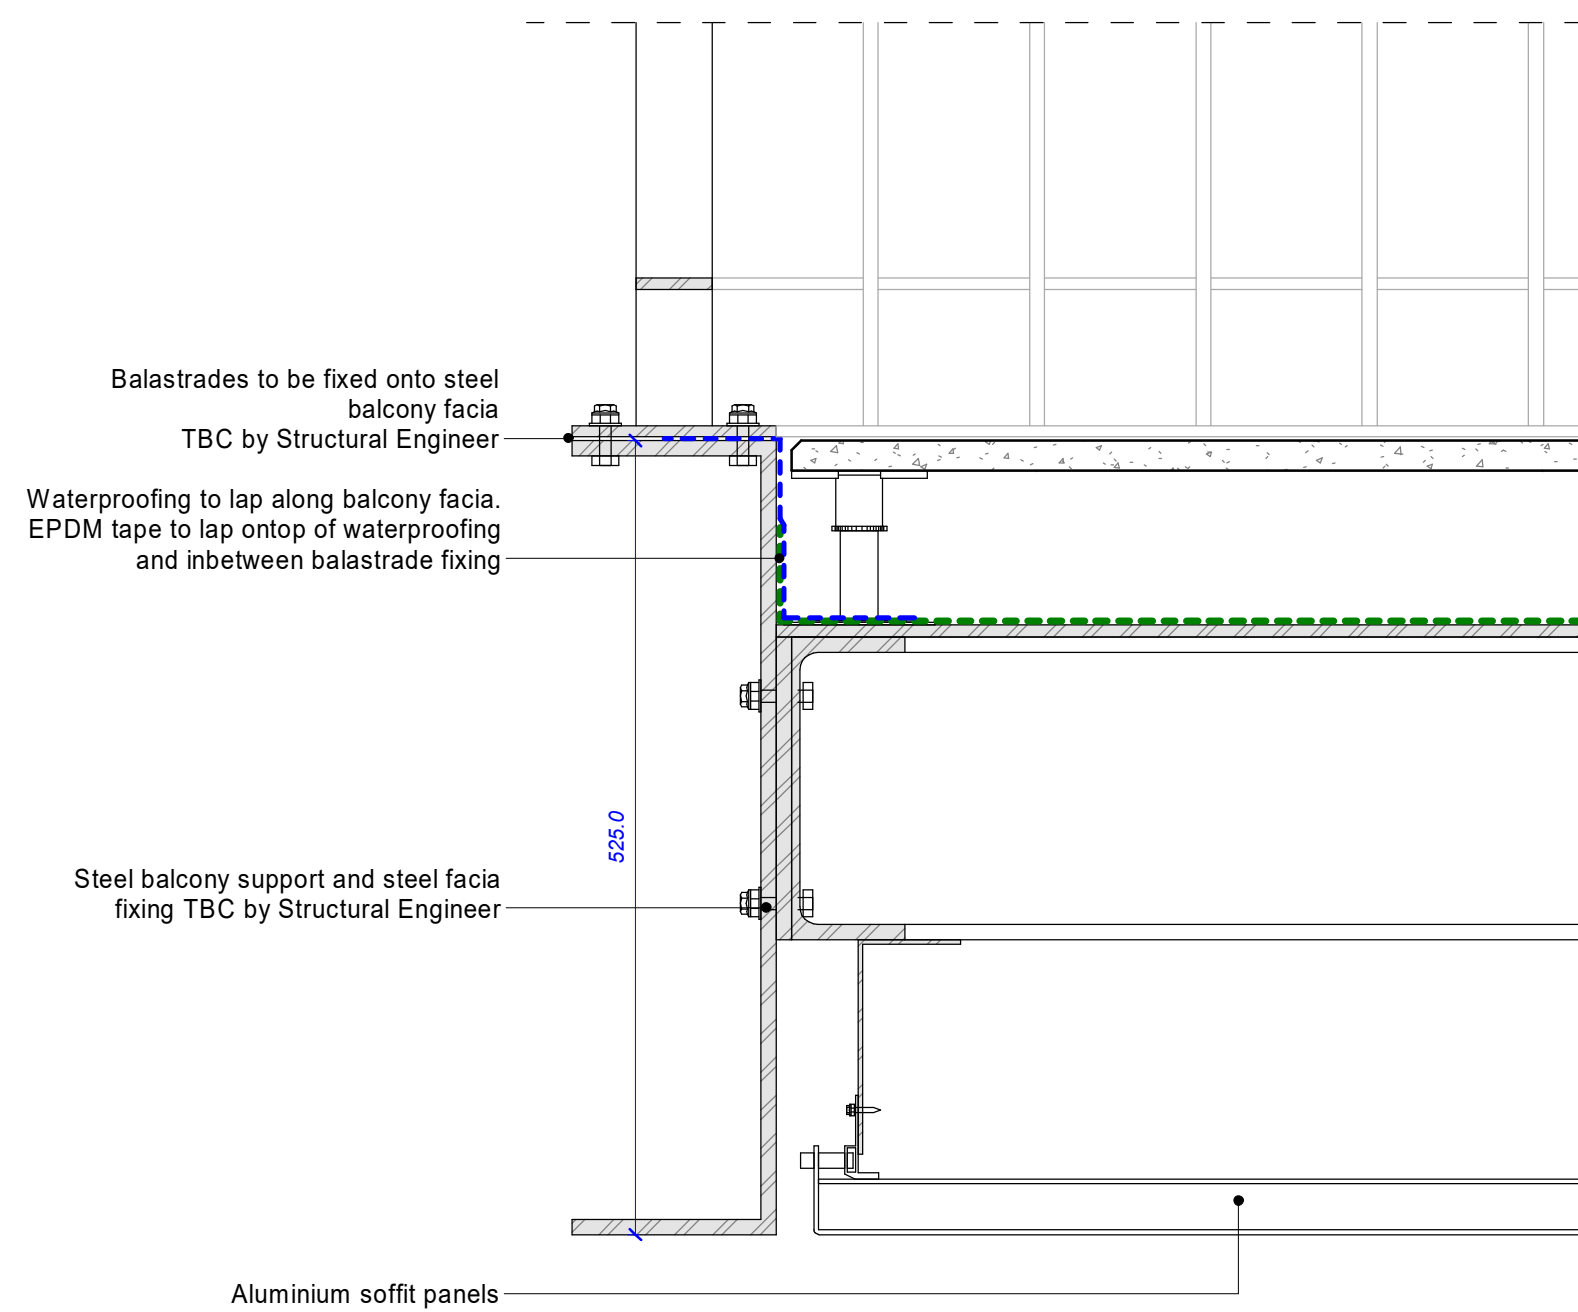 Balastrades to be fixed onto steel
balcony facia
TBC by Structural Engineer
Waterproofing to lap along balcony facia.
EPDM tape to lap ontop of waterproofing
and inbetween balastrade fixing
525.0
Steel balcony support and steel facia
fixing TBC by Structural Engineer
Aluminium soffit panels